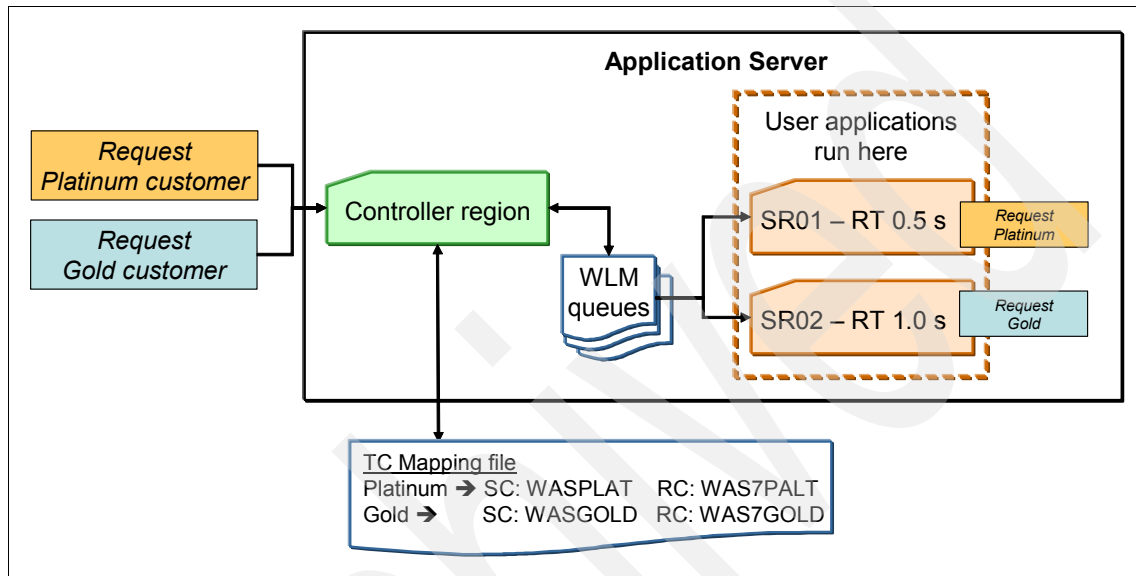 Application Server
Request
Platinum customer
Request
Gold customer
Controller region
WLM
queues
User applications
run here
SR01 – RT 0.5 s
Request
Platinum
SR02 – RT 1.0 s
Request
Gold
TC Mapping file
Platinum ➔ SC: WASPLAT RC: WAS7PALT
Gold ➔ SC: WASGOLD RC: WAS7GOLD